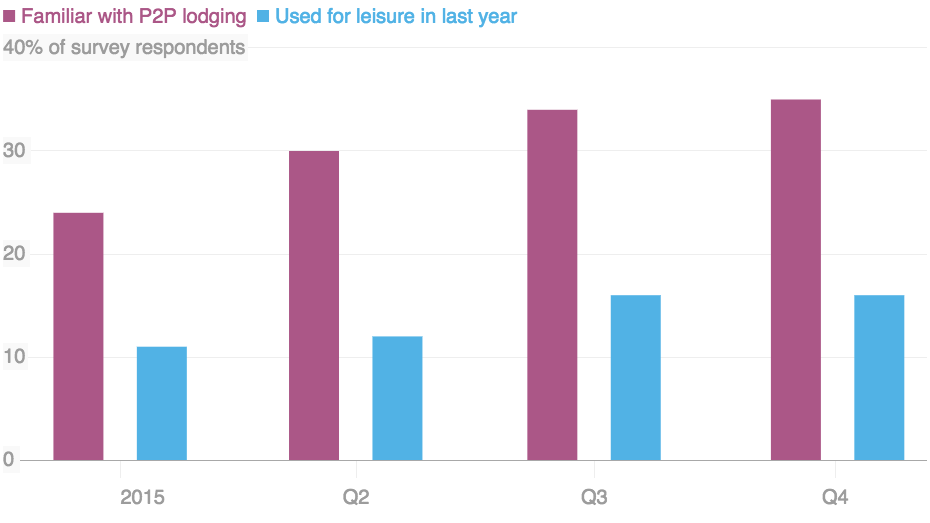 Familiar with P2P lodging Used for leisure in last year
40% of survey respondents
30
20
10
0
2015 Q2 Q3 Q4